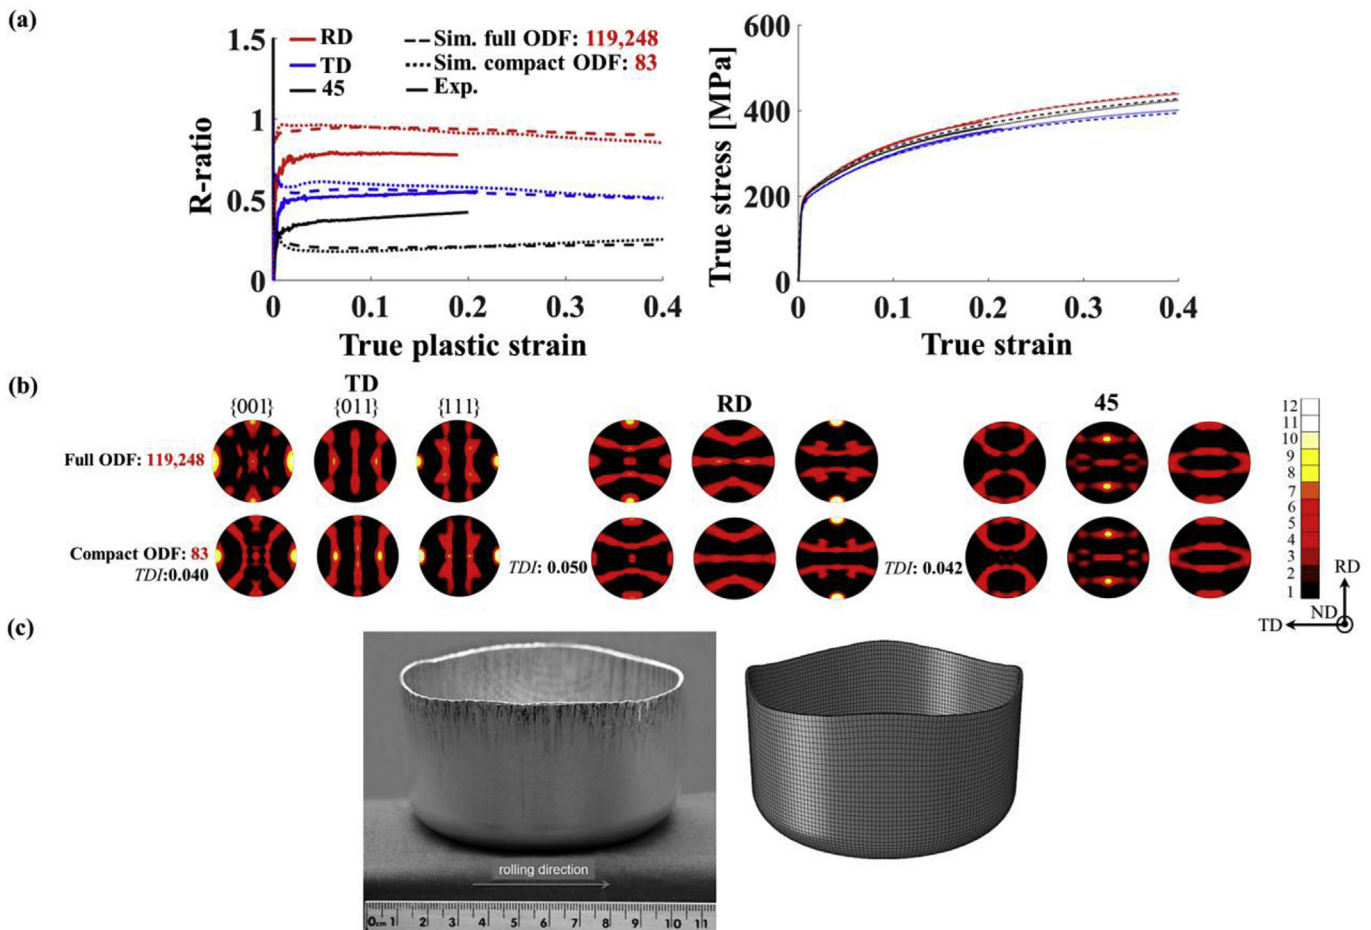 (a)
1.5
1
0.5
0
R-ratio
RD
TD
45
Sim. full ODF: 119,248
Sim. compact ODF: 83
Exp.
0 0.1 0.2 0.3 0.4
True plastic strain
600
400
200
0
True stress [MPa]
0 0.1 0.2 0.3 0.4
True strain
(b)
TD
{001} {011} {111}
RD
45
Full ODF: 119,248
Compact ODF: 83
TDI:0.040
TDI: 0.050
TDI: 0.042
12
11
10
9
8
7
6
5
4
3
2
1
RD
ND
TD
(c)
rolling direction
0cm 1 2 3 4 5 6 7 8 9 10 11